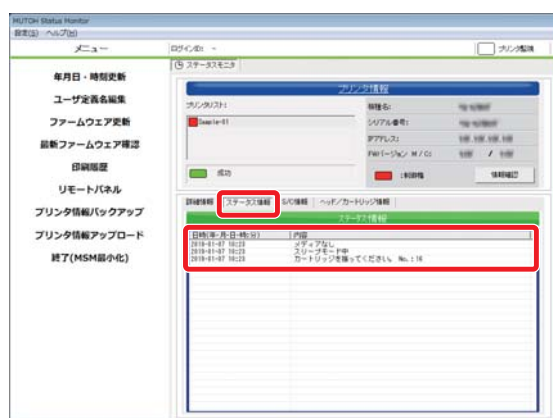 MUTOH Status Monitor
設定(S) ヘルプ(H)
メニュー
ログインID: -
プリンタ監視
年月日・時刻更新
ユーザ定義名編集
ファームウェア更新
最新ファームウェア確認
印刷履歴
リモートパネル
プリンタ情報バックアップ
プリンタ情報アップロード
終了(MSM最小化)
ステータスモニタ
プリンタ情報
プリンタリスト:
Sample-01
成功
機種名:
シリアル番号:
IPアドレス:
FWバージョン M / C:
/
:制御権
情報確認
詳細情報 ステータス情報 S/C情報 ヘッド/カートリッジ情報
ステータス情報
日時(年-月-日-時:分) 内容
2019-01-07 10:23 メディアなし
2019-01-07 10:23 スリープモード中
2019-01-07 10:23 カートリッジを振ってください。 No.:16